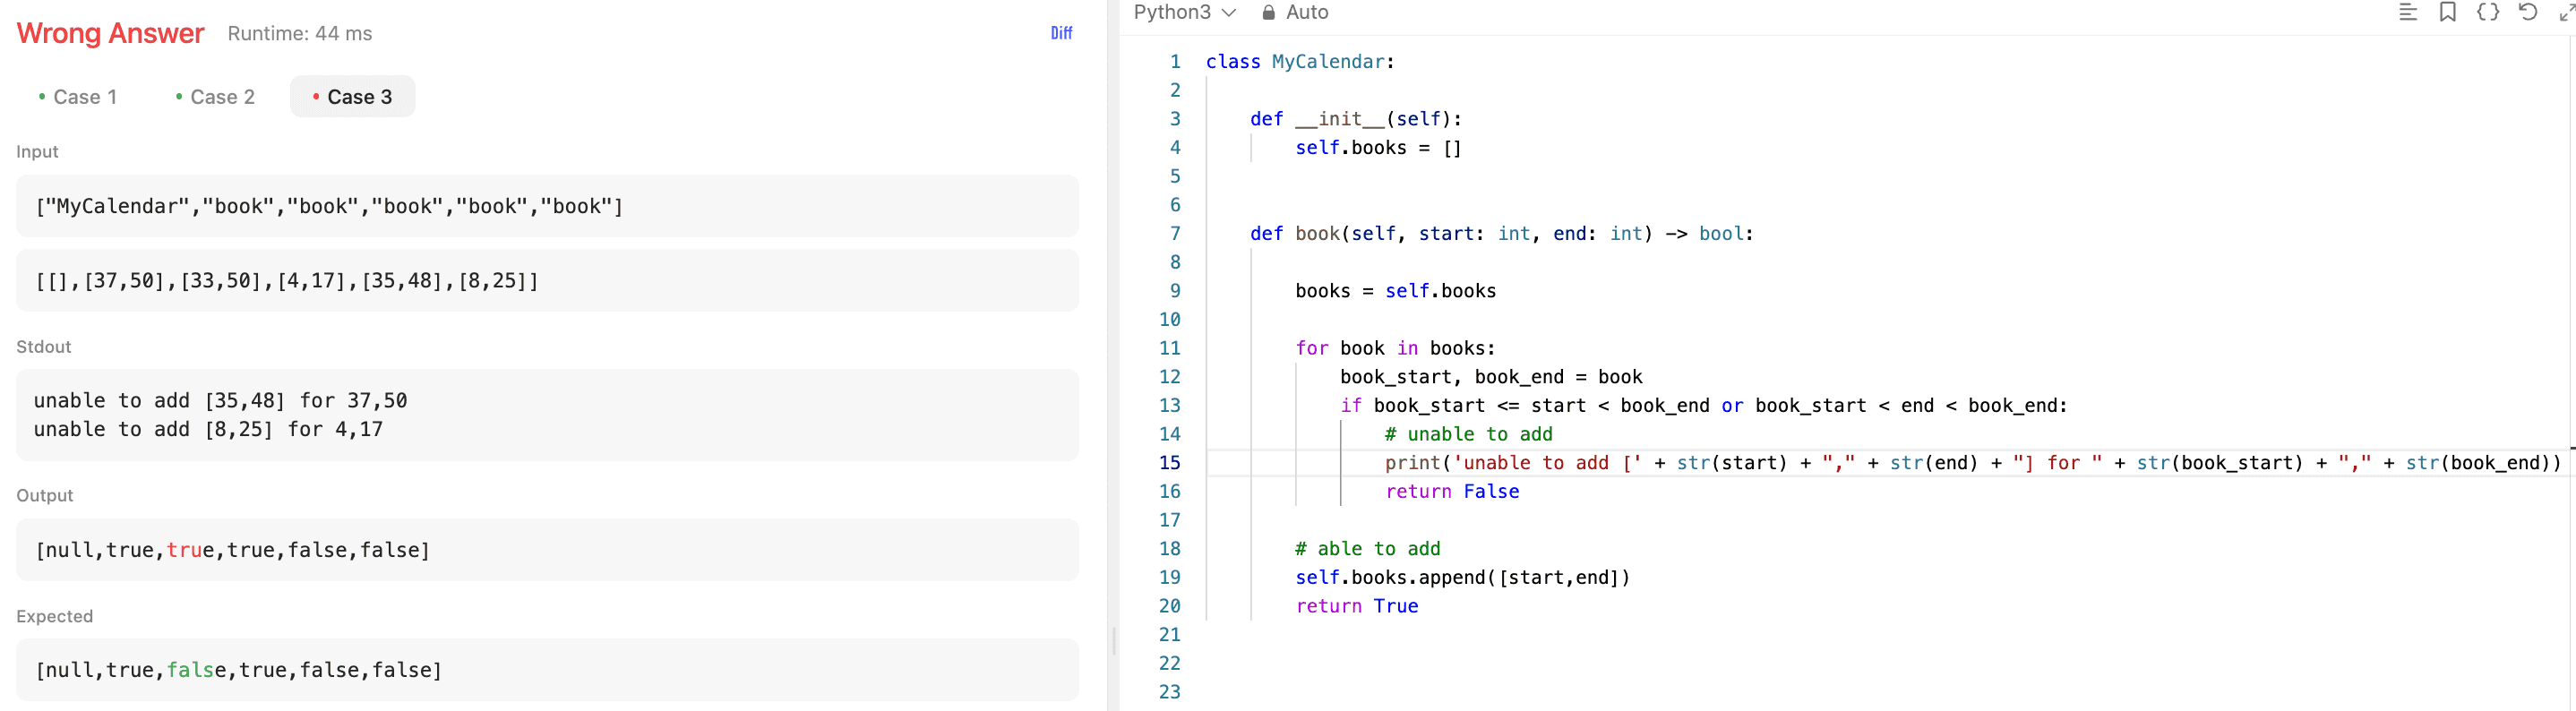 Wrong Answer Runtime: 44 ms Diff
Case 1 Case 2 Case 3
Input
["MyCalendar","book","book","book","book","book"]
[[],[37,50],[33,50],[4,17],[35,48],[8,25]]
Stdout
unable to add [35,48] for 37,50
unable to add [8,25] for 4,17
Output
[null,true,true,true,false,false]
Expected
[null,true,false,true,false,false]
Python3 Auto
1 class MyCalendar:
2
3     def __init__(self):
4         self.books = []
5
6
7     def book(self, start: int, end: int) -> bool:
8
9         books = self.books
10
11         for book in books:
12             book_start, book_end = book
13             if book_start <= start < book_end or book_start < end < book_end:
14                 # unable to add
15                 print('unable to add [' + str(start) + "," + str(end) + "] for " + str(book_start) + "," + str(book_end))
16                 return False
17
18         # able to add
19         self.books.append([start,end])
20         return True
21
22
23